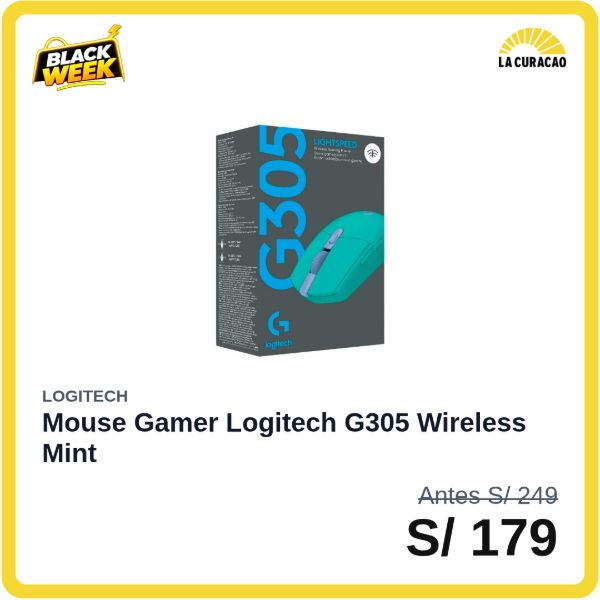 BLACK
WEEK
LA CURACAO
LIGHTSPEED
G305
logitech
LOGITECH
Mouse Gamer Logitech G305 Wireless
Mint
Antes S/ 249
S/ 179